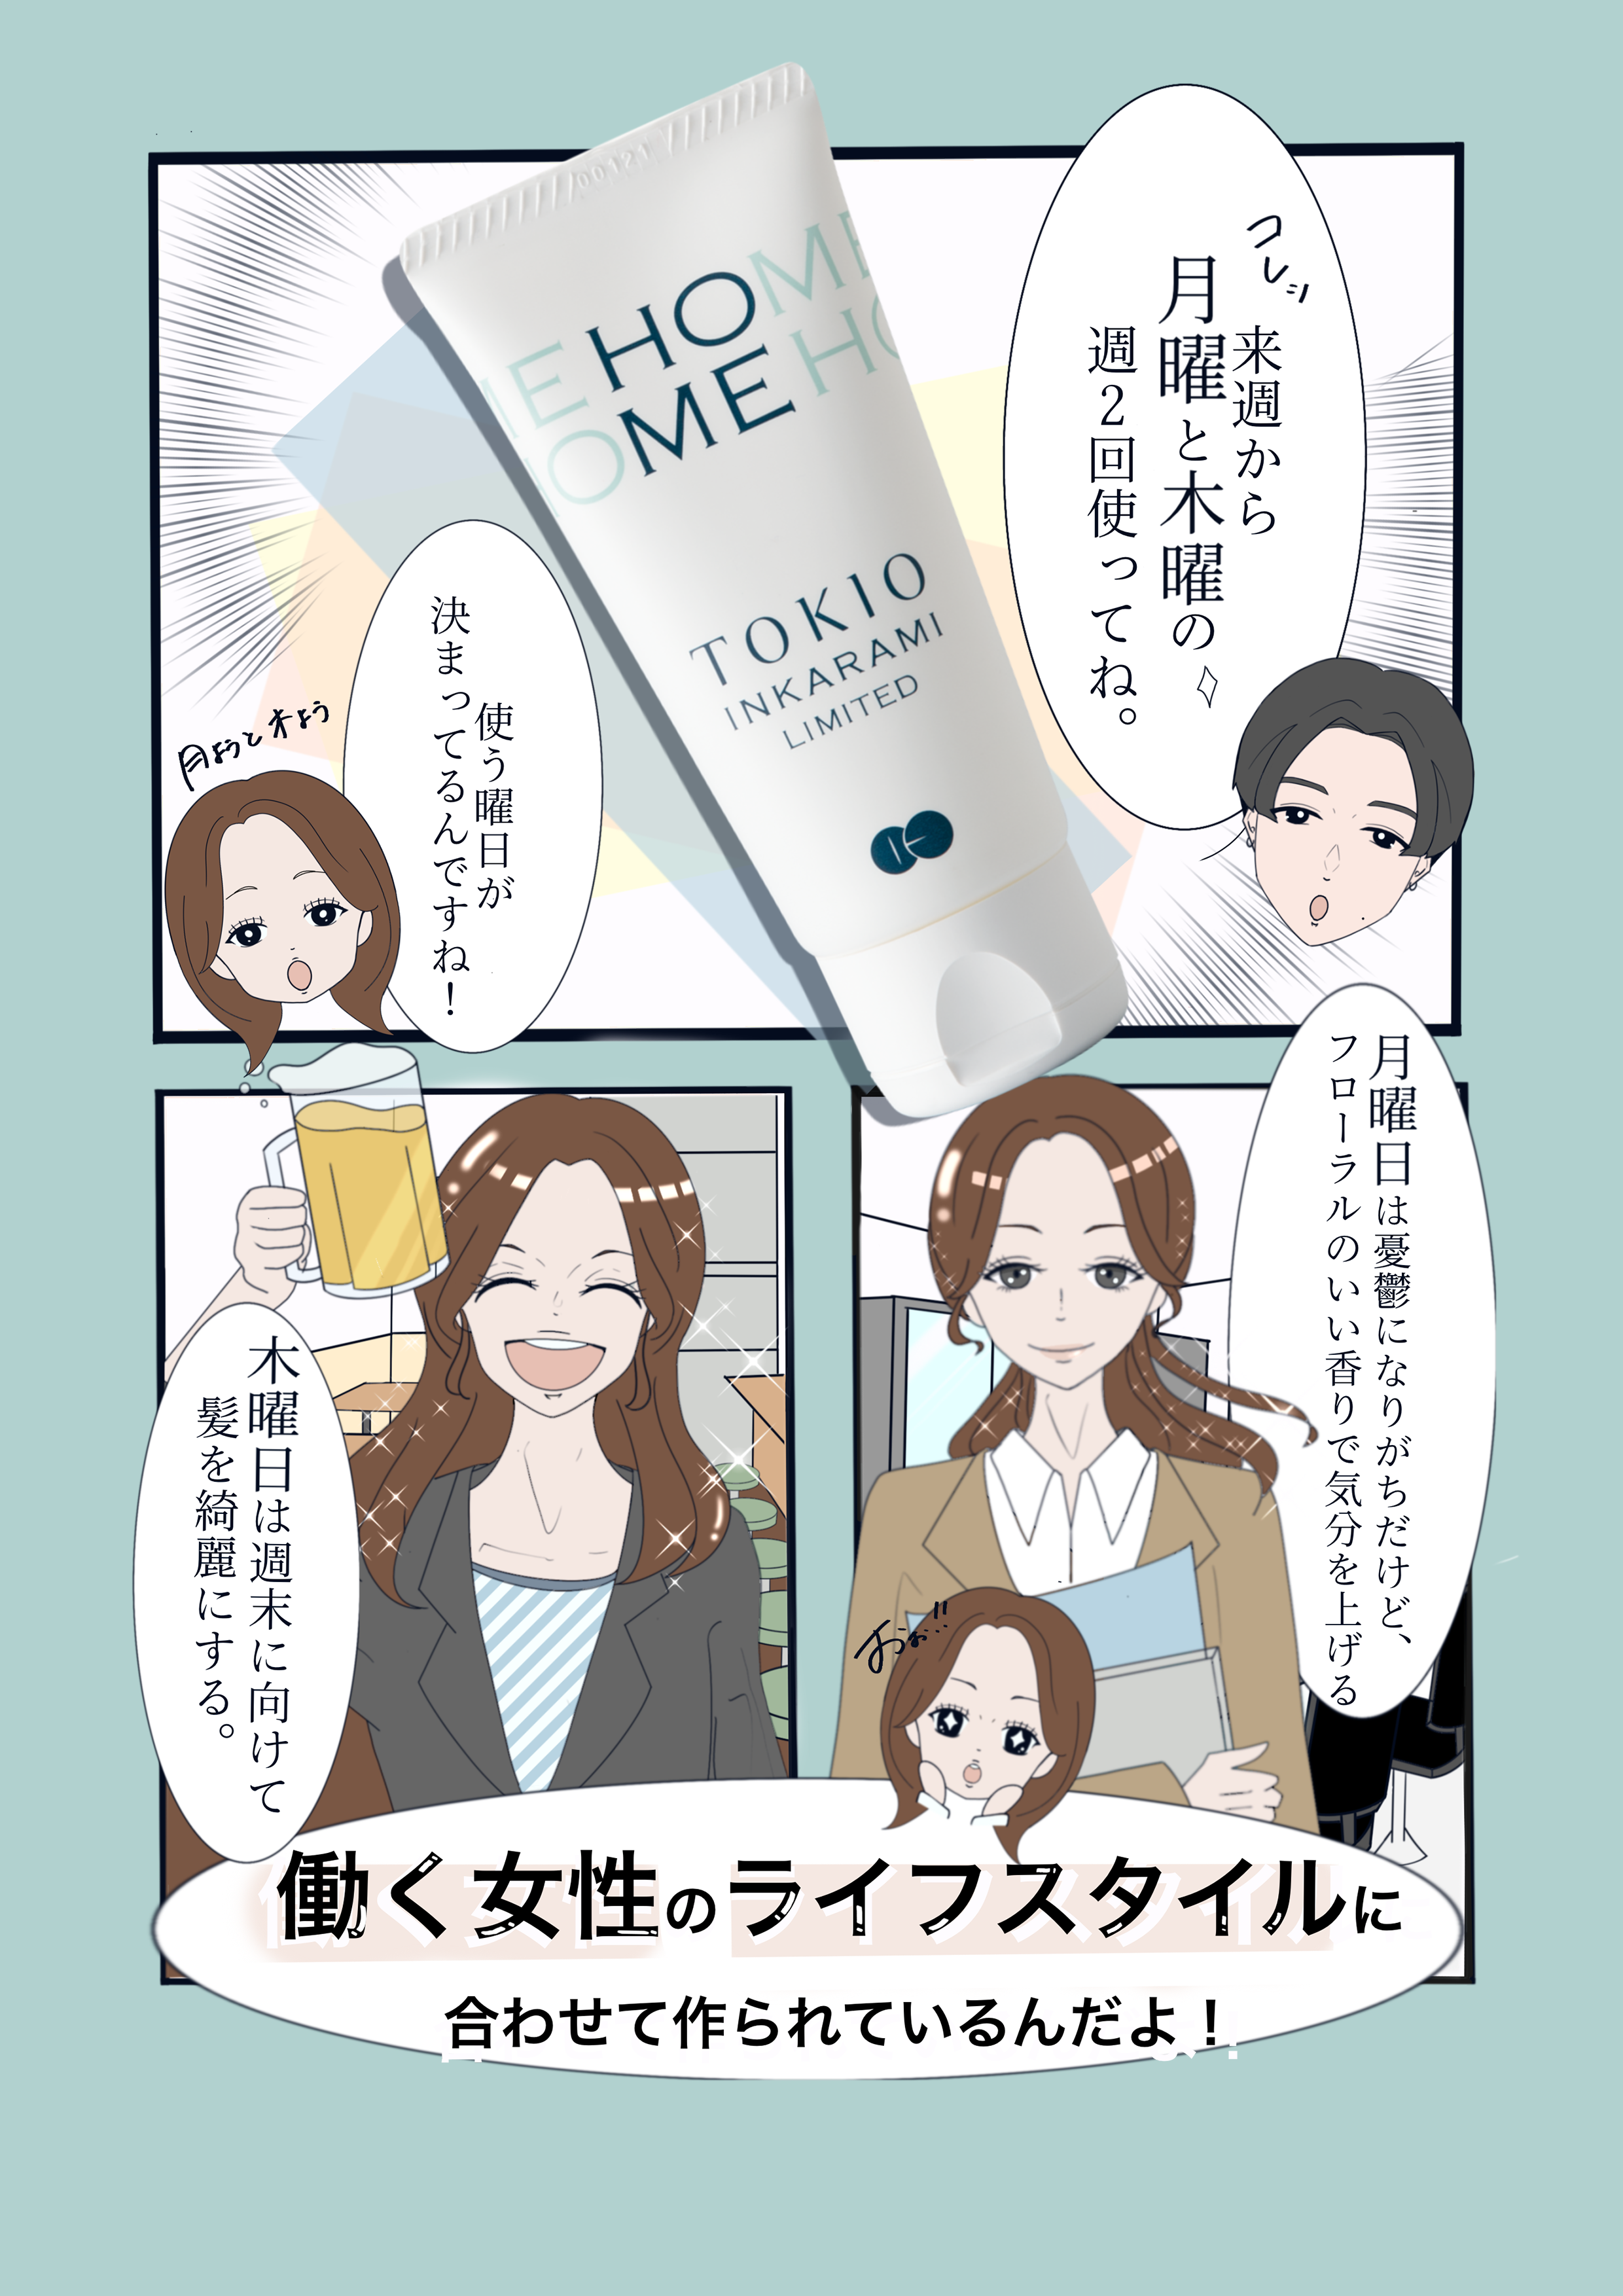 コレ!!
来週から
月曜と木曜の
週2回使ってね。
00121
HOME
HOME
HOME HO
TOKIO
INKARAMI
LIMITED
使う曜日が
決まってるんですね!
月ようと木よう
月曜日は憂鬱になりがちだけど、
フローラルのいい香りで気分を上げる
おぉ!!
木曜日は週末に向けて
髪を綺麗にする。
働く女性のライフスタイルに
合わせて作られているんだよ!